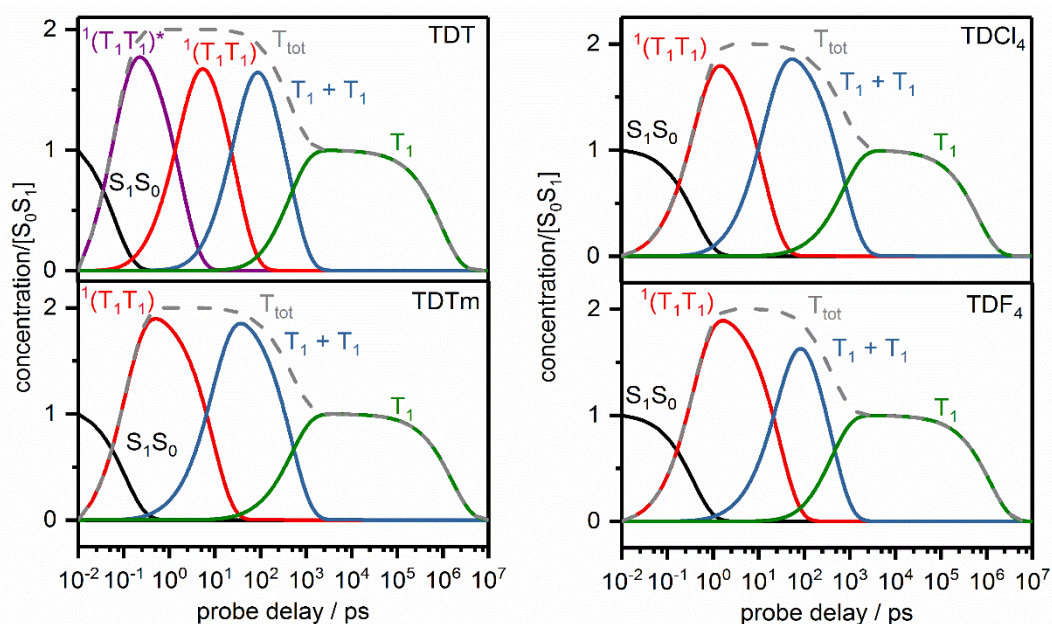 concentration/[S₀S₁]
2
1
0
TDT
¹(T₁T₁)*
¹(T₁T₁)
T_tot
T₁ + T₁
S₁S₀
T₁
2
1
0
TDTm
¹(T₁T₁)
T_tot
T₁ + T₁
S₁S₀
T₁
10⁻² 10⁻¹ 10⁰ 10¹ 10² 10³ 10⁴ 10⁵ 10⁶ 10⁷
probe delay / ps
concentration/[S₀S₁]
2
1
0
TDCl₄
¹(T₁T₁)
T_tot
T₁ + T₁
S₁S₀
T₁
2
1
0
TDF₄
¹(T₁T₁)
T_tot
T₁ + T₁
S₁S₀
T₁
10⁻² 10⁻¹ 10⁰ 10¹ 10² 10³ 10⁴ 10⁵ 10⁶ 10⁷
probe delay / ps